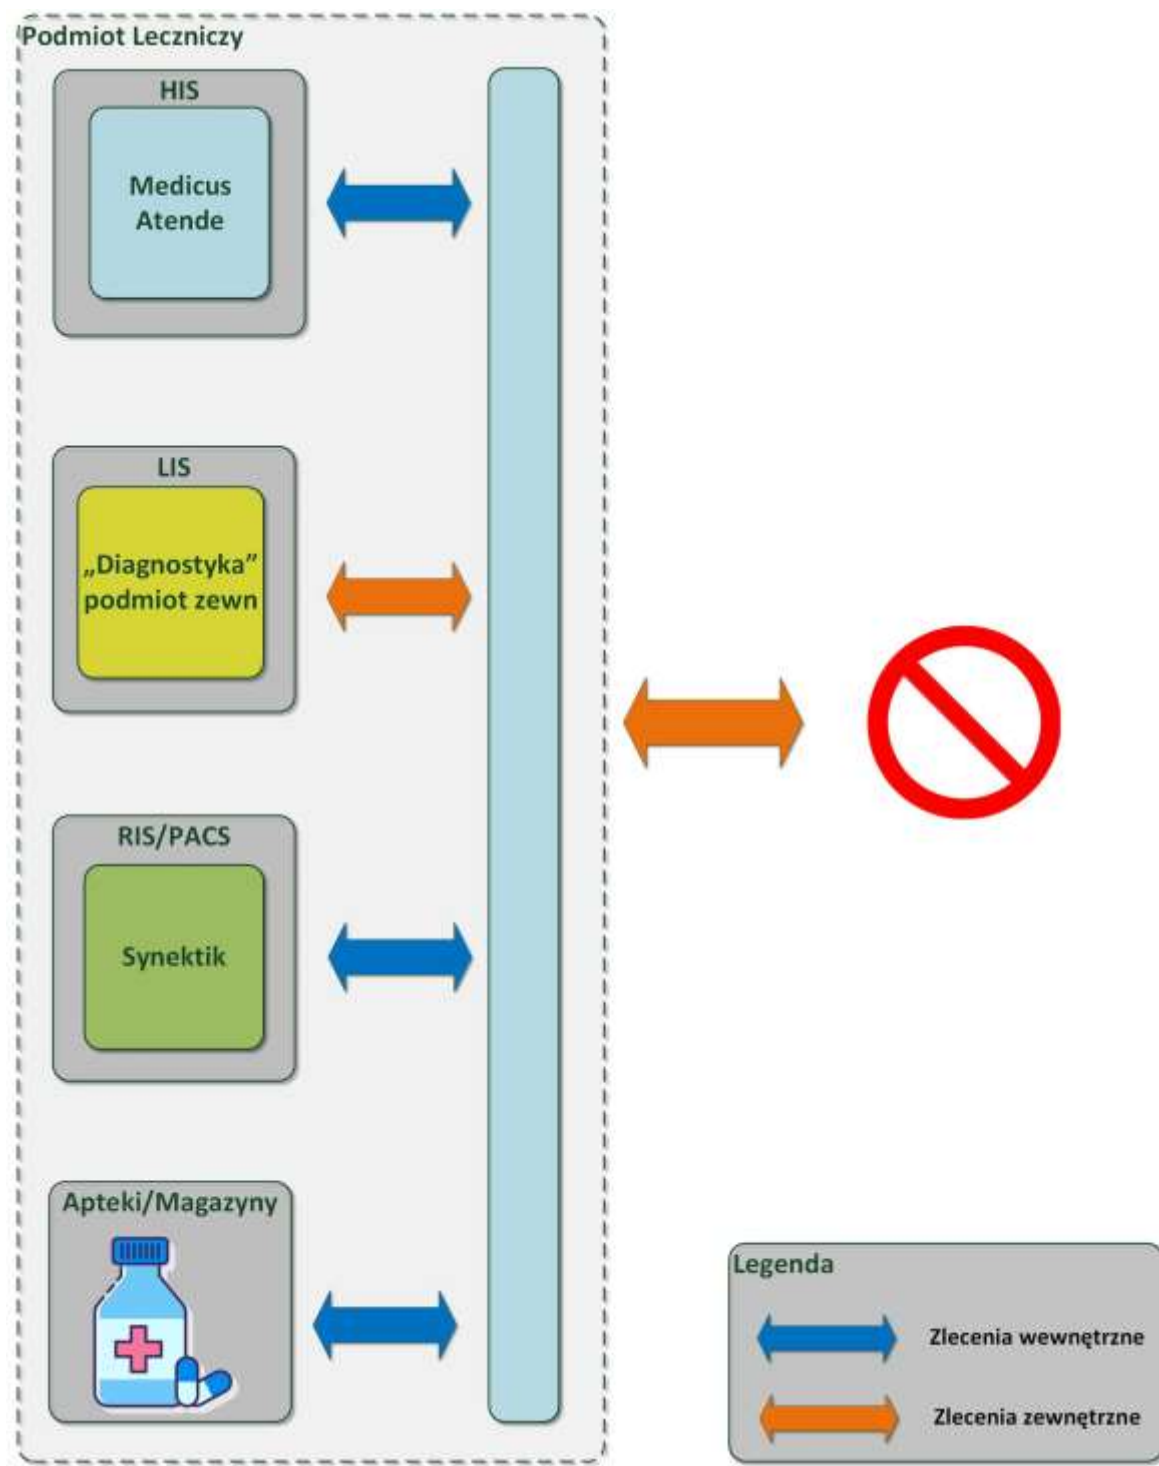 Podmiot Leczniczy
HIS
Medicus
Atende
LIS
„Diagnostyka”
podmiot zewn
RIS/PACS
Synektik
Apteki/Magazyny
Legenda
Zlecenia wewnętrzne
Zlecenia zewnętrzne